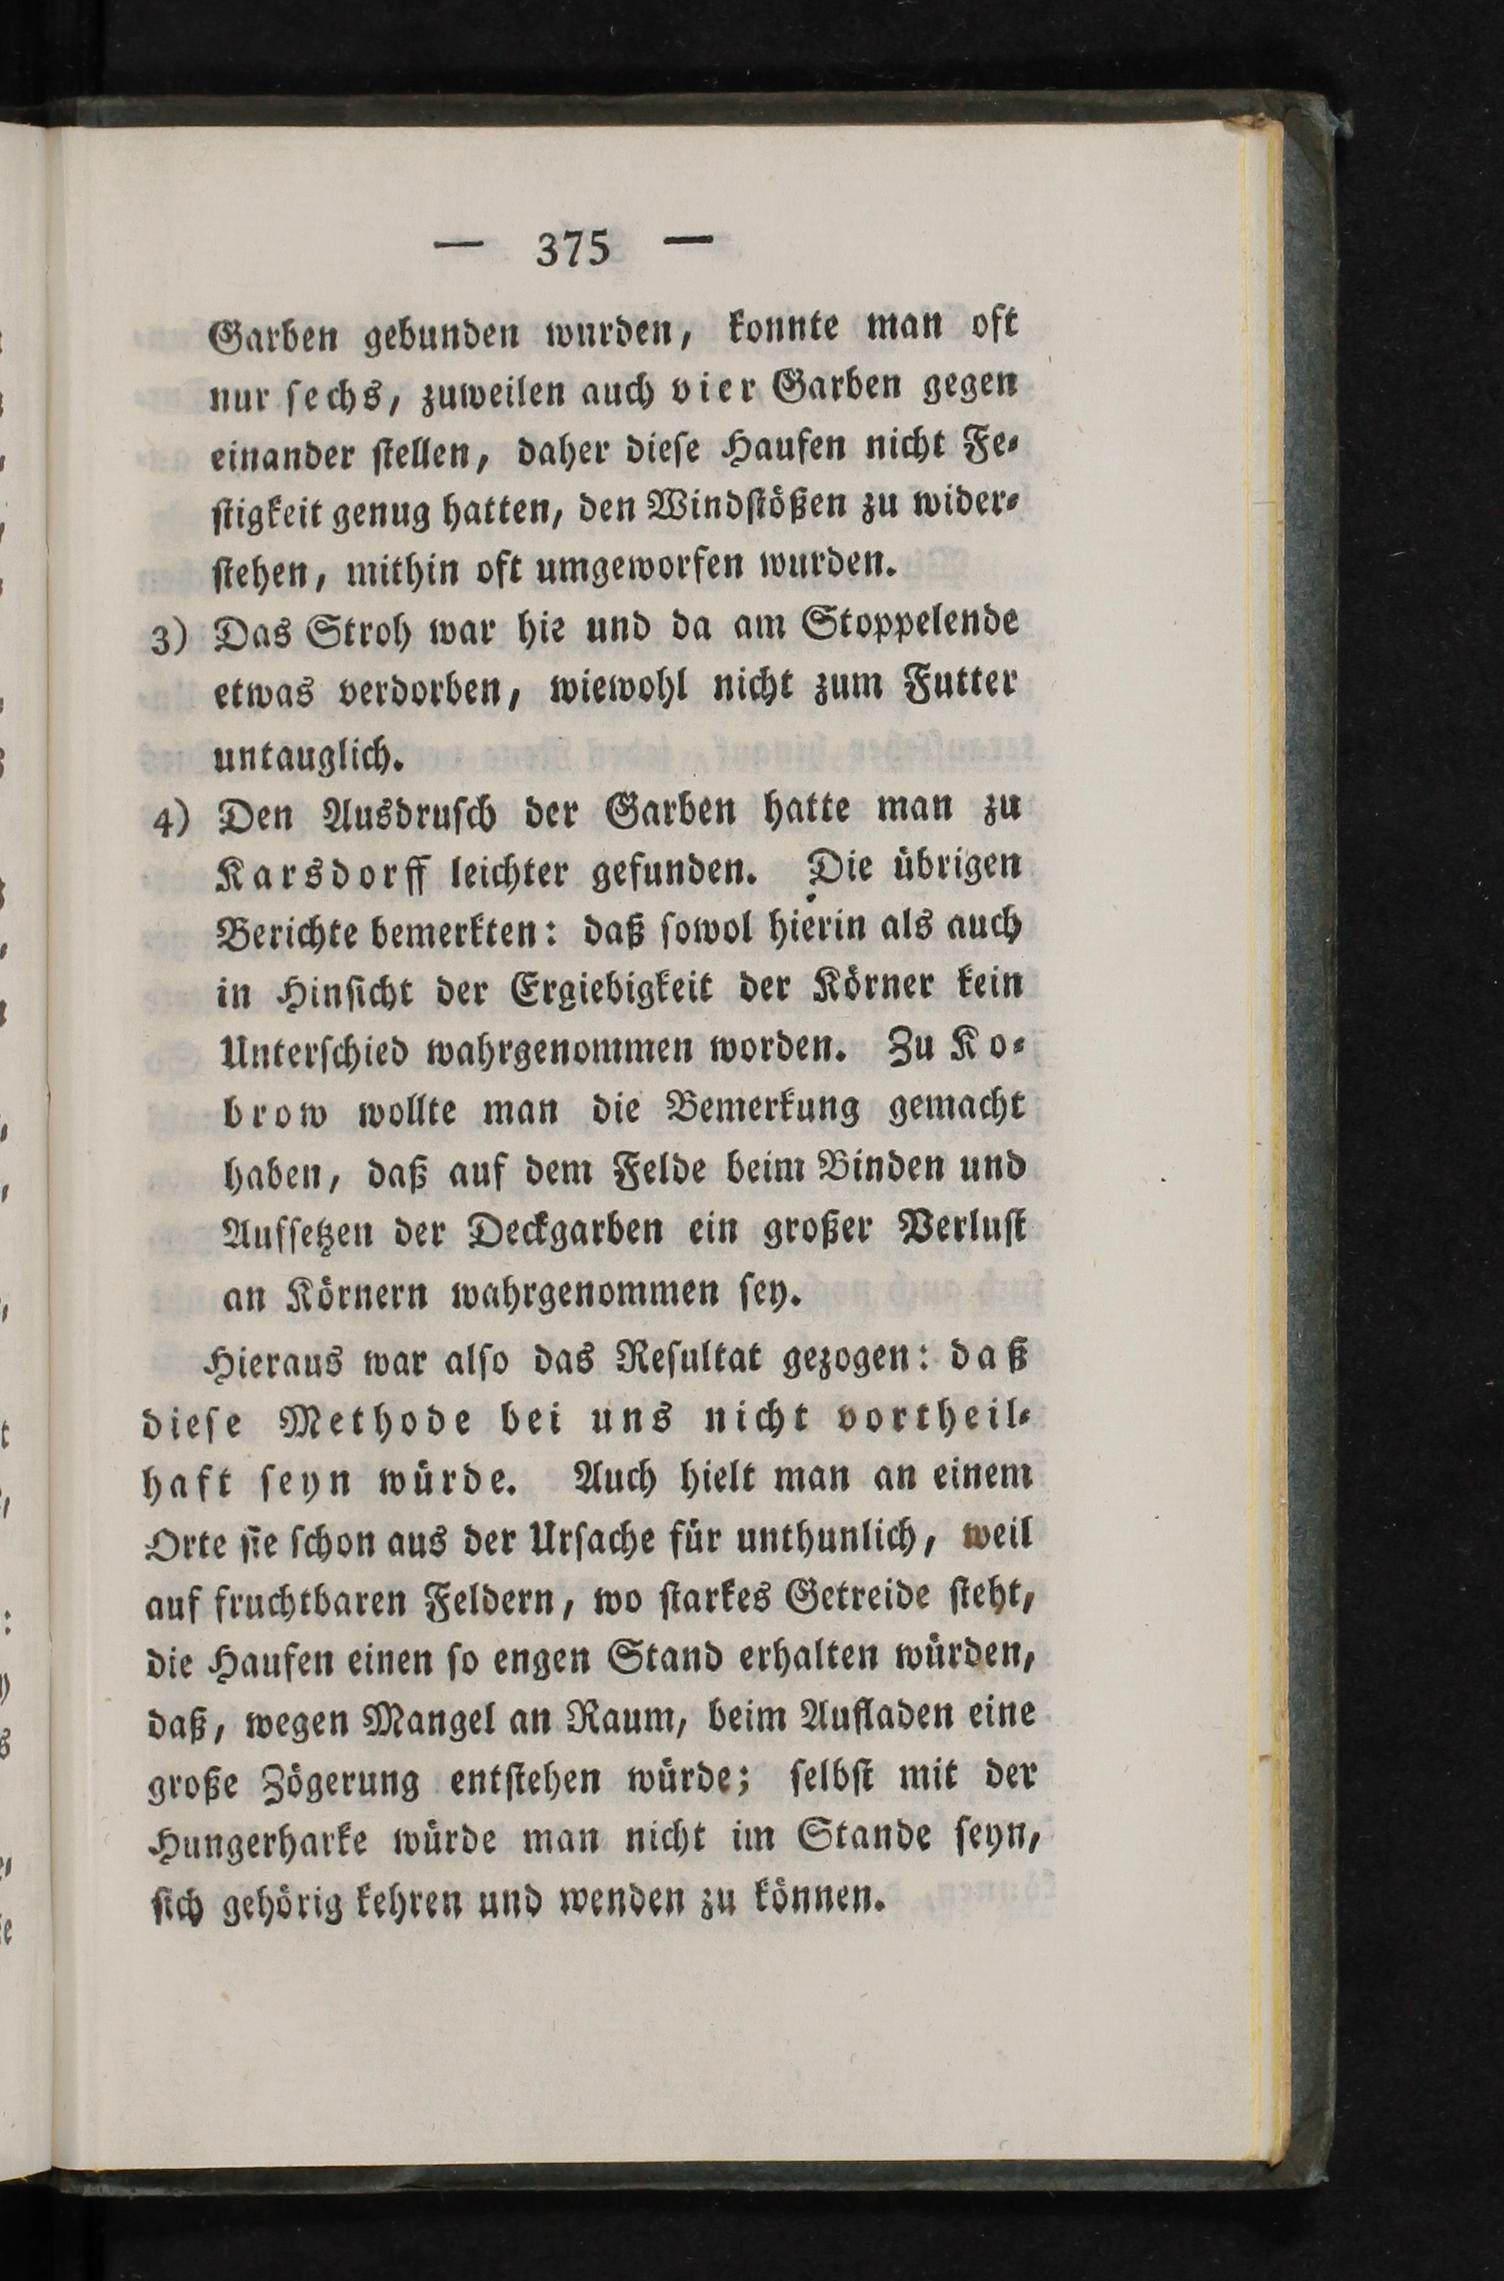 — 375 —
Garben gebunden wurden, konnte man oft
nur ſechs, zuweilen auch vier Garben gegen
einander ſtellen, daher dieſe Haufen nicht Fe⸗
ſtigkeit genug hatten, den Windſtößen zu wider⸗
ſtehen, mithin oft umgeworfen wurden.
3) Das Stroh war hie und da am Stoppelende
etwas verdorben, wiewohl nicht zum Futter
untauglich.
4) Den Ausdruſch der Garben hatte man zu
Karsdorff leichter gefunden. Die übrigen
Berichte bemerkten: daß ſowol hierin als auch
in Hinſicht der Ergiebigkeit der Körner kein
Unterſchied wahrgenommen worden. Zu Ko⸗
brow wollte man die Bemerkung gemacht
haben, daß auf dem Felde beim Binden und
Aufſetzen der Deckgarben ein großer Verluſt
an Körnern wahrgenommen ſey.
Hieraus war alſo das Reſultat gezogen: daß
dieſe Methode bei uns nicht vortheil⸗
haft ſeyn würde. Auch hielt man an einem
Orte ſie ſchon aus der Urſache für unthunlich, weil
auf fruchtbaren Feldern, wo ſtarkes Getreide ſteht,
die Haufen einen ſo engen Stand erhalten würden,
daß, wegen Mangel an Raum, beim Aufladen eine
große Zögerung entſtehen würde; ſelbſt mit der
Hungerharke würde man nicht im Stande ſeyn,
ſich gehörig kehren und wenden zu können.